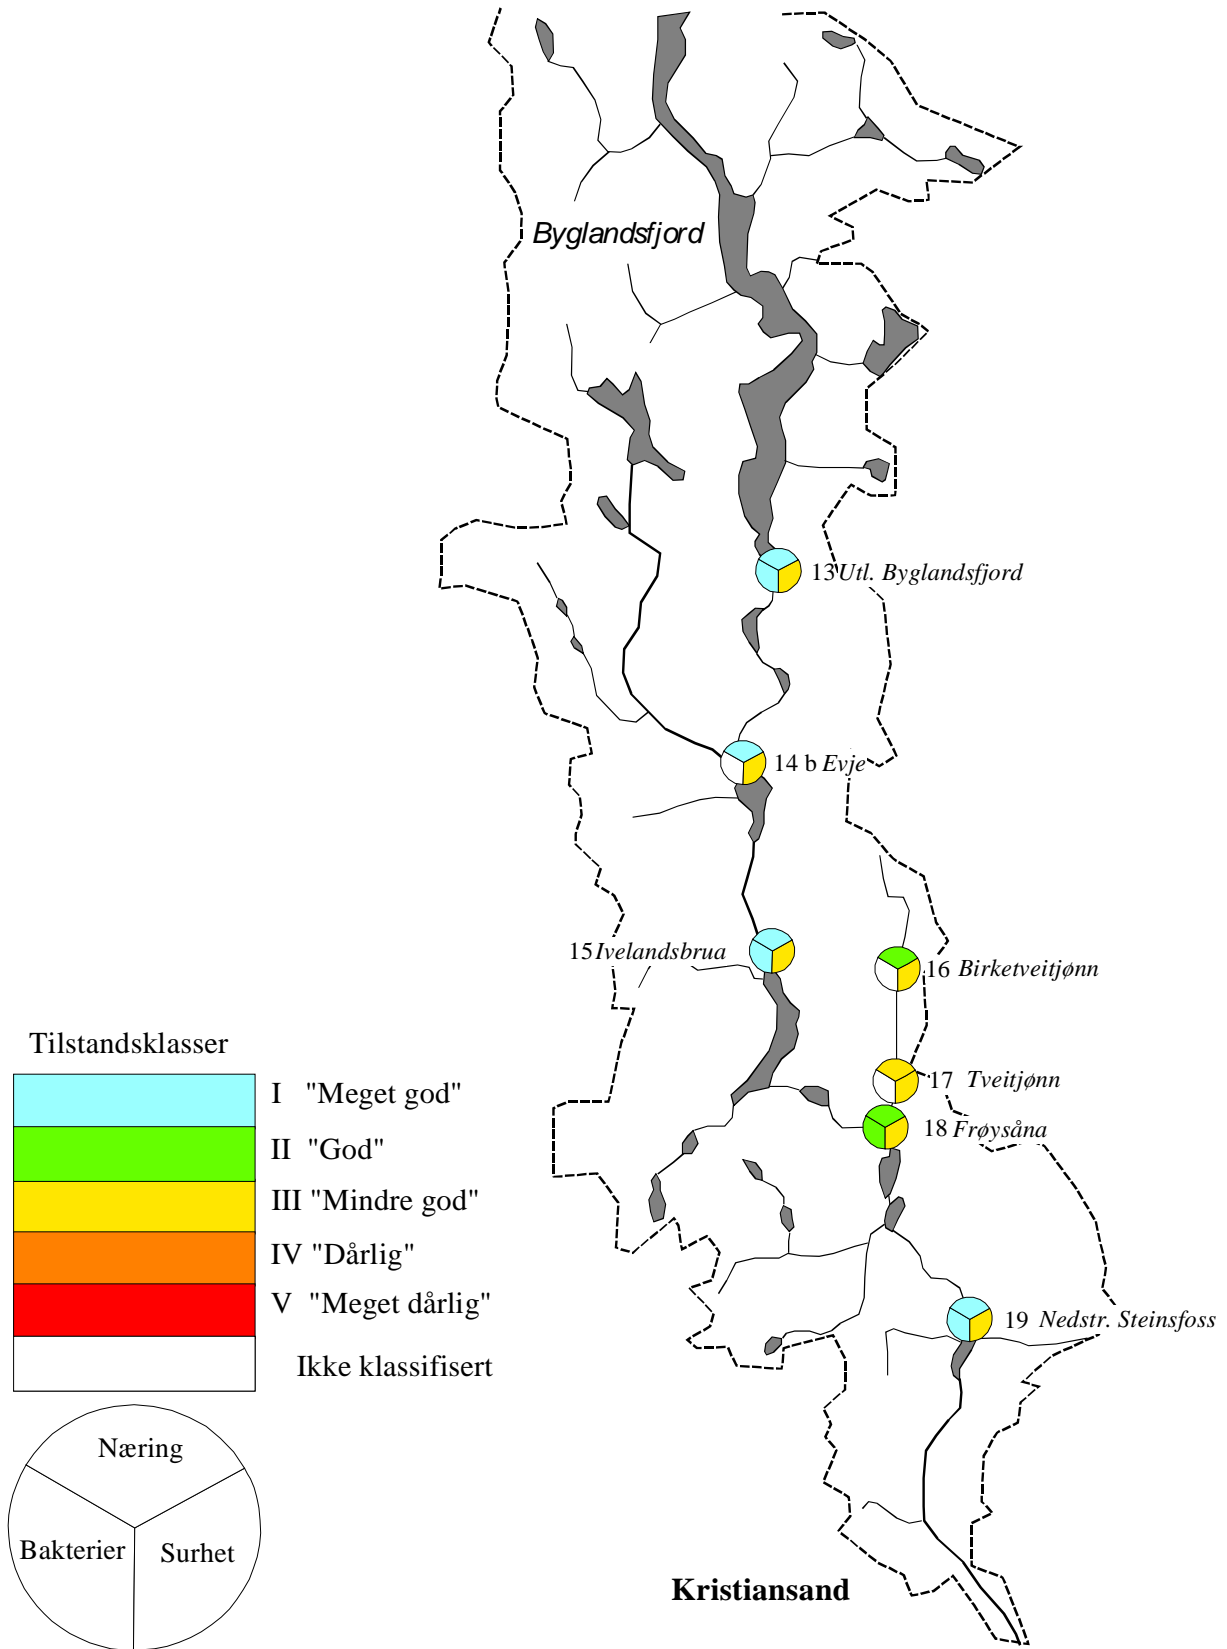 Byglandsfjord
13 Utl. Byglandsfjord
14 b Evje
15 Ivelandsbrua
16 Birketveitjønn
17 Tveitjønn
18 Frøysåna
19 Nedstr. Steinsfoss
Kristiansand
Tilstandsklasser
I "Meget god"
II "God"
III "Mindre god"
IV "Dårlig"
V "Meget dårlig"
Ikke klassifisert
Næring
Bakterier
Surhet